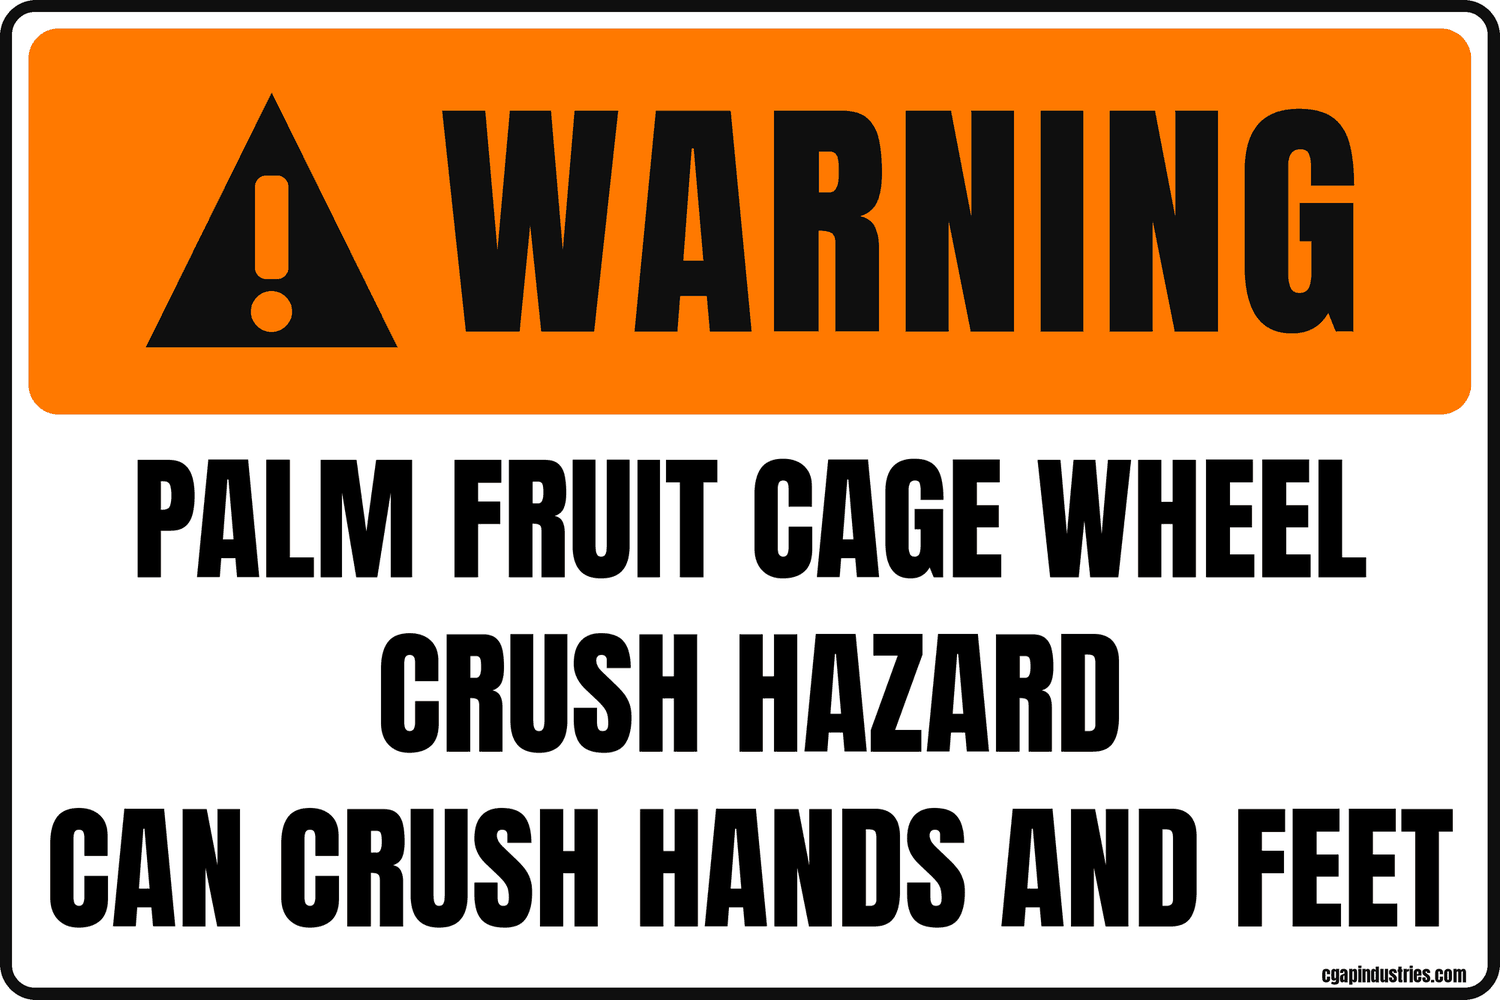 WARNING
PALM FRUIT CAGE WHEEL
CRUSH HAZARD
CAN CRUSH HANDS AND FEET
cgapindustries.com